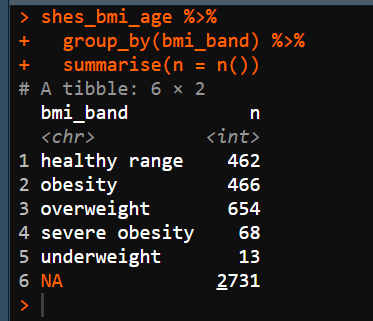 > shes_bmi_age %>%
+   group_by(bmi_band) %>%
+   summarise(n = n())
# A tibble: 6 × 2
  bmi_band           n
  <chr>          <int>
1 healthy range    462
2 obesity          466
3 overweight       654
4 severe obesity    68
5 underweight       13
6 NA              2731
>